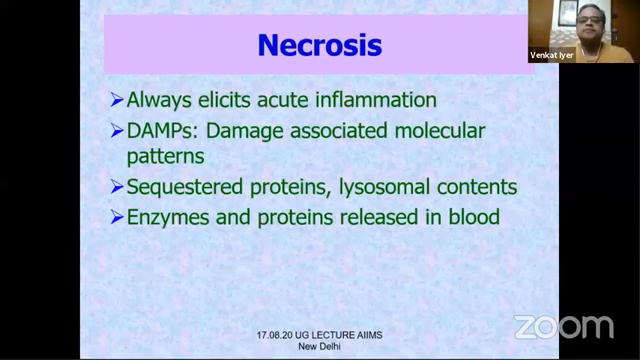 Necrosis
Venkat Iyer
➢Always elicits acute inflammation
➢DAMPs: Damage associated molecular
patterns
➢Sequestered proteins, lysosomal contents
➢Enzymes and proteins released in blood
17.08.20 UG LECTURE AIIMS
New Delhi
zoom